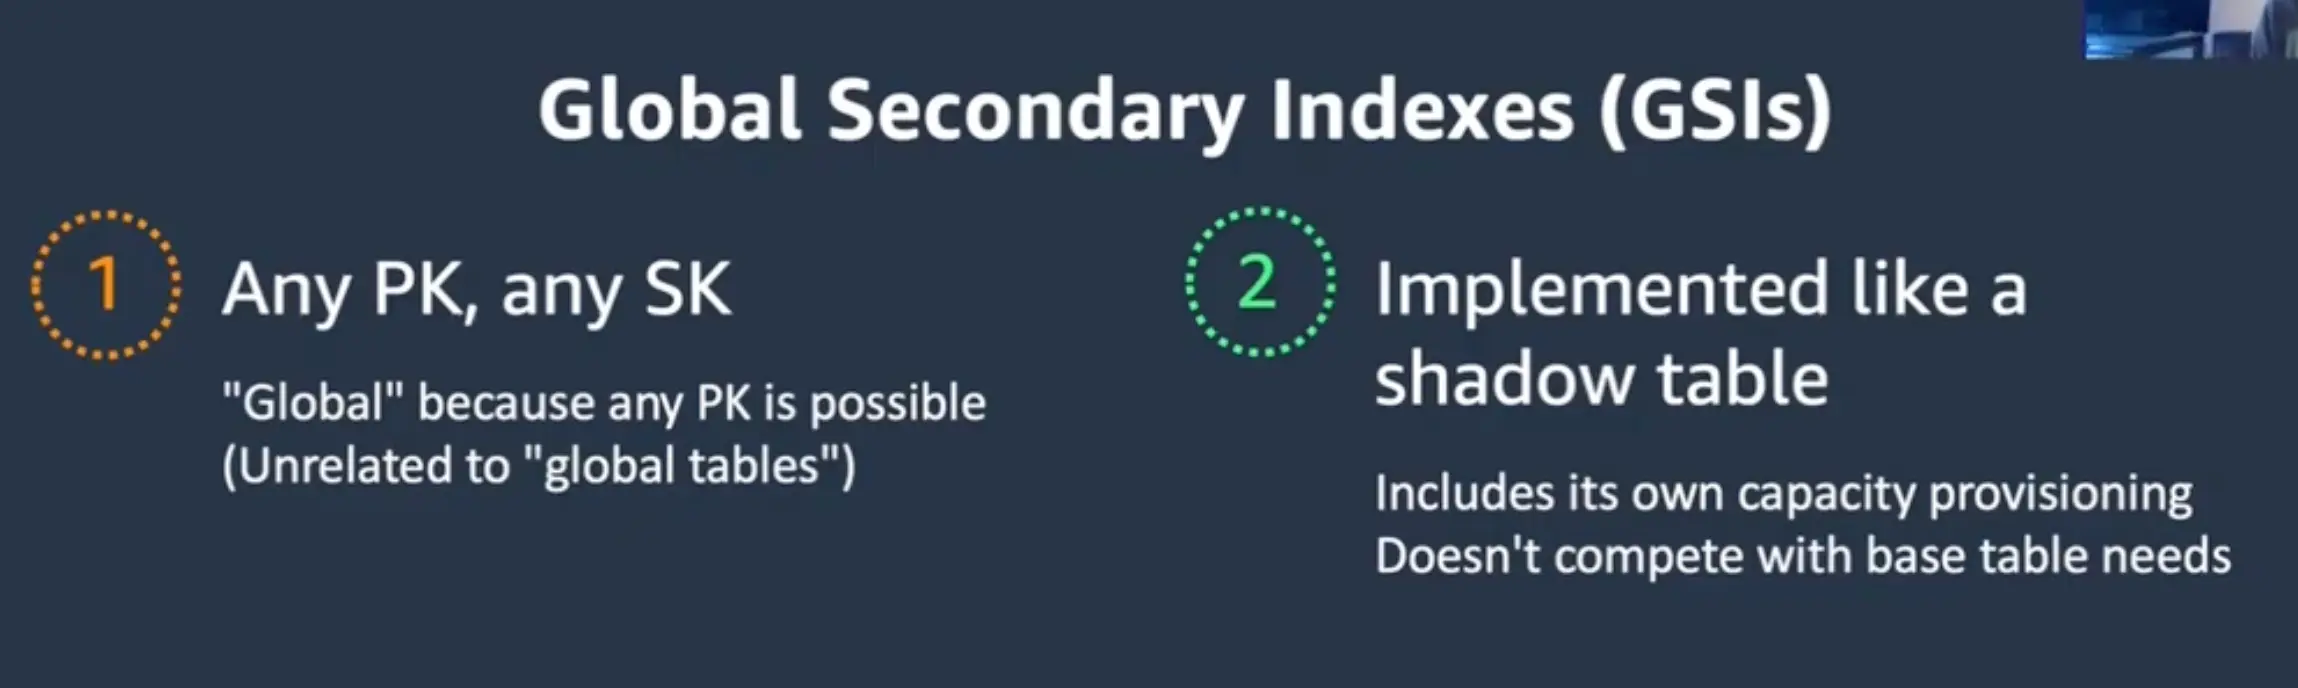 Global Secondary Indexes (GSIs)
1
Any PK, any SK
"Global" because any PK is possible
(Unrelated to "global tables")
2
Implemented like a
shadow table
Includes its own capacity provisioning
Doesn't compete with base table needs